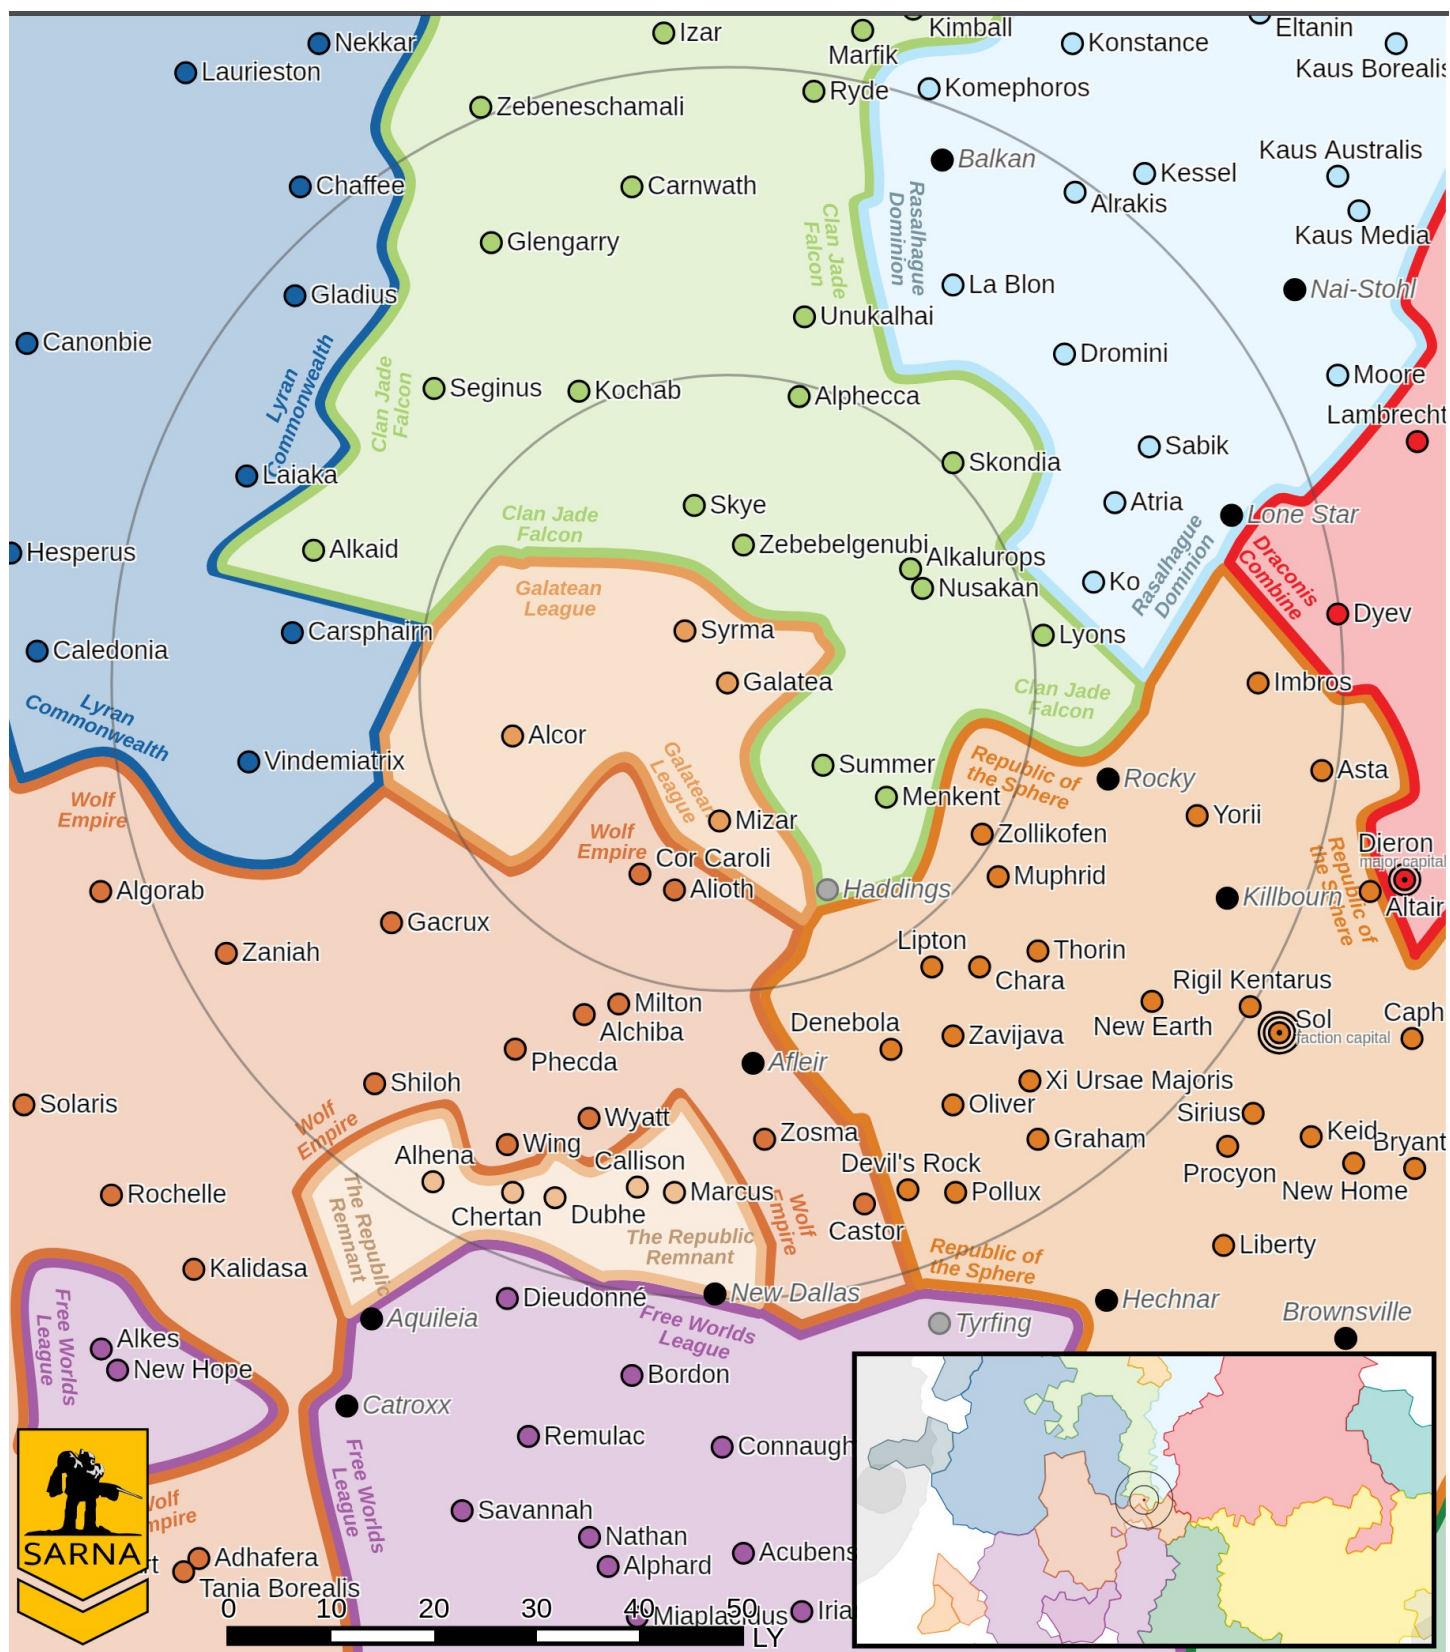 Nekkar
Laurieston
Izar
Kimball
Marfik
Eltanin
Konstance
Kaus Borealis
Zebeneschamali
Ryde
Komephoros
Balkan
Kaus Australis
Kessel
Alrakis
Kaus Media
Chaffee
Carnwath
Rasalhague
Dominion
Clan Jade
Falcon
Glengarry
La Blon
Nai-Stohl
Gladius
Canonbie
Unukalhai
Dromini
Moore
Lyran
Commonwealth
Clan Jade
Falcon
Seginus
Kochab
Alphecca
Lambrecht
Sabik
Laiaka
Skondia
Skye
Atria
Lone Star
Clan Jade
Falcon
Hesperus
Alkaid
Zebebelgenubi
Alkalurops
Nusakan
Ko
Rasalhague
Dominion
Draconis
Combine
Galatean
League
Dyev
Carsphairn
Syrma
Lyons
Caledonia
Galatea
Clan Jade
Falcon
Imbros
Lyran
Commonwealth
Alcor
Vindemiatrix
Galatean
League
Summer
Republic of
the Sphere
Rocky
Asta
Wolf
Empire
Menkent
Yorii
Mizar
Wolf
Empire
Zollikofen
Cor Caroli
Dieron
major capital
Republic of
the Sphere
Algorab
Alioth
Haddings
Muphrid
Killbourn
Altair
Gacrux
Zaniah
Lipton
Thorin
Chara
Rigil Kentarus
Milton
Alchiba
Denebola
Zavijava
New Earth
Sol
faction capital
Caph
Phecda
Afleir
Shiloh
Xi Ursae Majoris
Solaris
Wolf
Empire
Wyatt
Oliver
Sirius
Wing
Zosma
Graham
Keid
Bryant
Alhena
Callison
Procyon
New Home
Rochelle
The Republic
Remnant
Chertan
Dubhe
Marcus
Devil's Rock
Pollux
Castor
Wolf
Empire
The Republic
Remnant
Republic of
the Sphere
Liberty
Kalidasa
Dieudonné
New Dallas
Hechnar
Free Worlds
League
Aquileia
Free Worlds
League
Tyrfing
Brownsville
Alkes
New Hope
Bordon
Catroxx
Remulac
Connaugh
Free Worlds
League
Wolf
mpire
Savannah
SARNA
Nathan
Alphard
Acubens
rt
Adhafera
Tania Borealis
Miaplacidus
Iria
0 10 20 30 40 50
LY